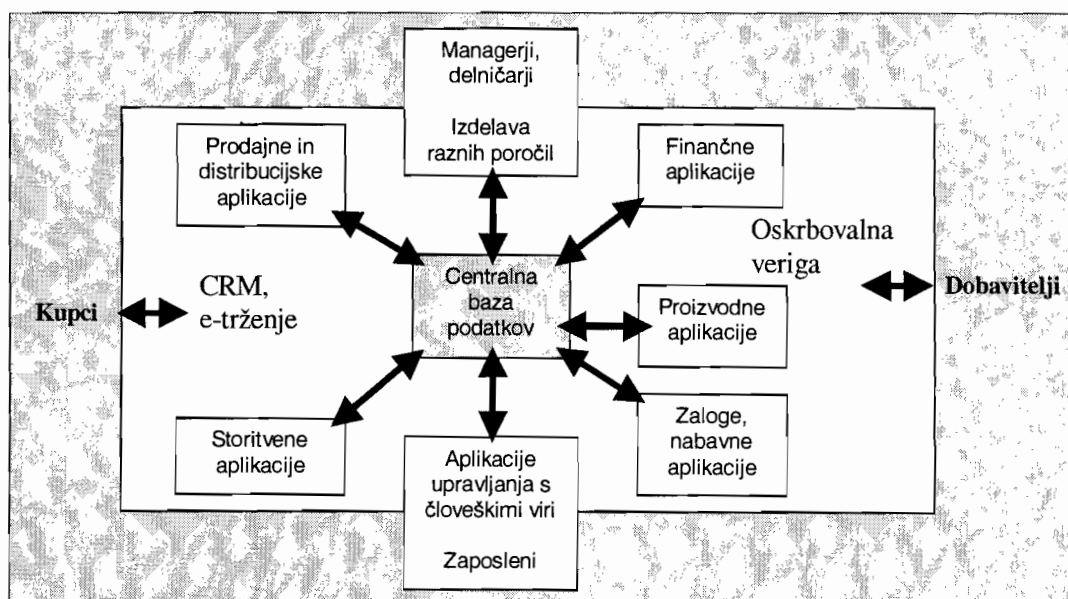 Managerji,
delničarji
Izdelava
raznih poročil
Prodajne in
distribucijske
aplikacije
Finančne
aplikacije
Oskrbovalna
veriga
Centralna
baza
podatkov
CRM,
e-trženje
Kupci
Dobavitelji
Proizvodne
aplikacije
Storitvene
aplikacije
Zaloge,
nabavne
aplikacije
Aplikacije
upravljanja s
človeškimi viri
Zaposleni